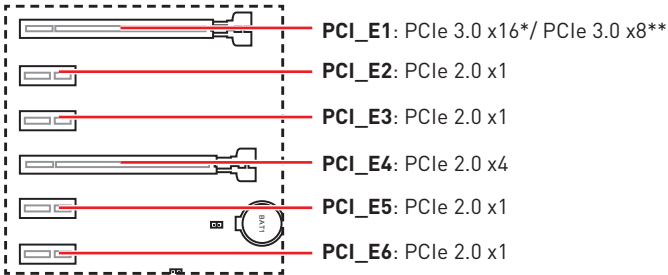 PCI_E1: PCIe 3.0 x16*/ PCIe 3.0 x8**
PCI_E2: PCIe 2.0 x1
PCI_E3: PCIe 2.0 x1
PCI_E4: PCIe 2.0 x4
PCI_E5: PCIe 2.0 x1
BAT1
PCI_E6: PCIe 2.0 x1